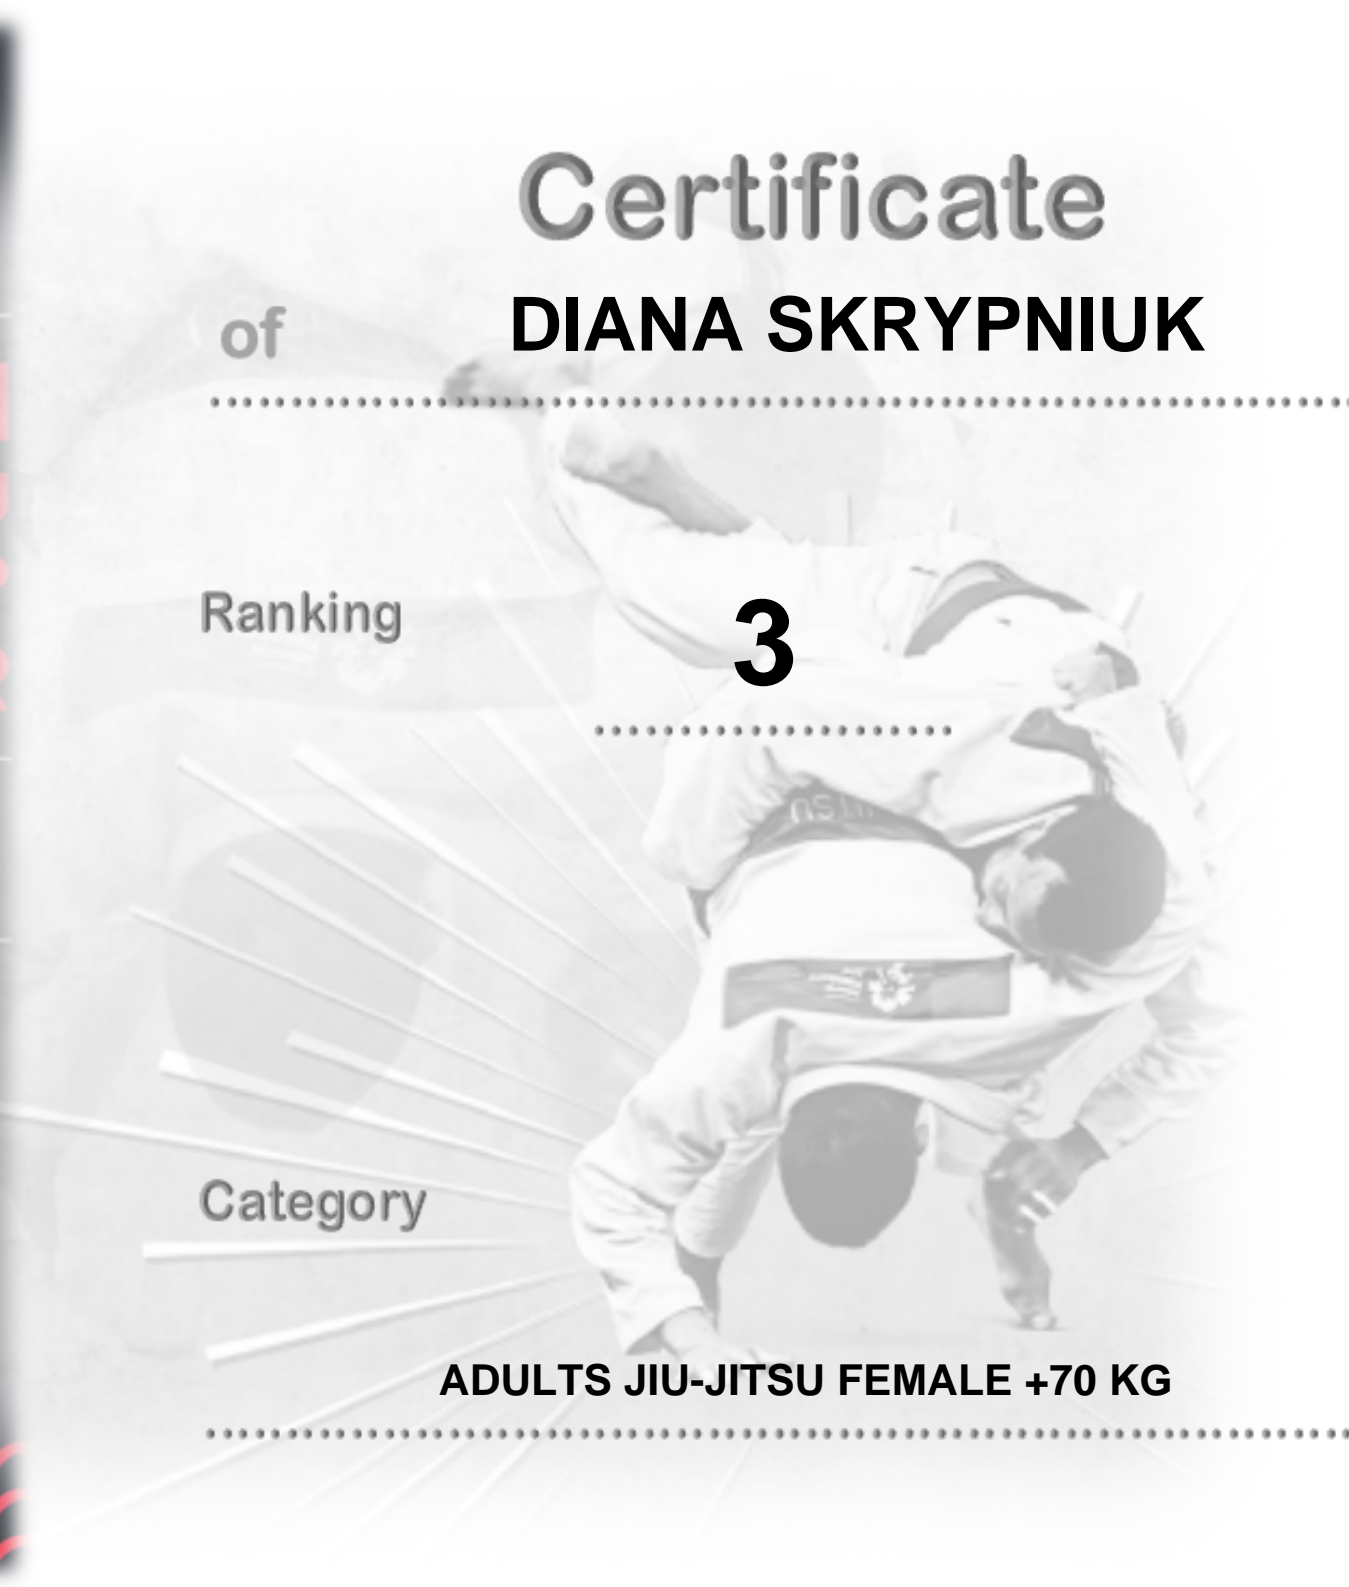 Certificate
of DIANA SKRYPNIUK
Ranking 3
Category
ADULTS JIU-JITSU FEMALE +70 KG